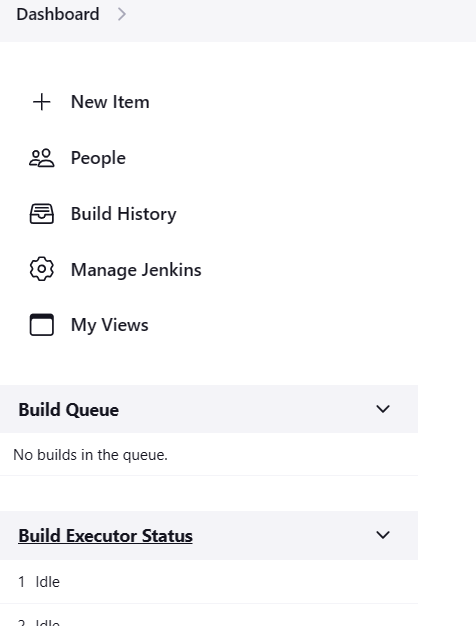 Dashboard
New Item
People
Build History
Manage Jenkins
My Views
Build Queue
No builds in the queue.
Build Executor Status
1 Idle
2 Idle